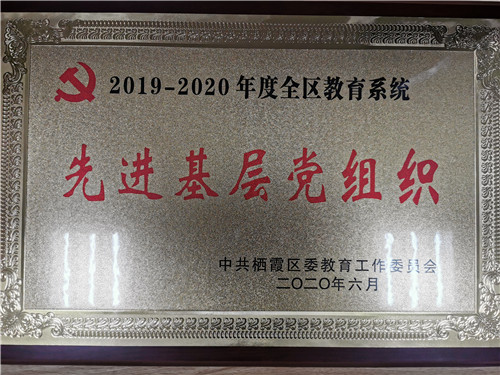 2019-2020年度全区教育系统
先进基层党组织
中共栖霞区委教育工作委员会
二〇二〇年六月